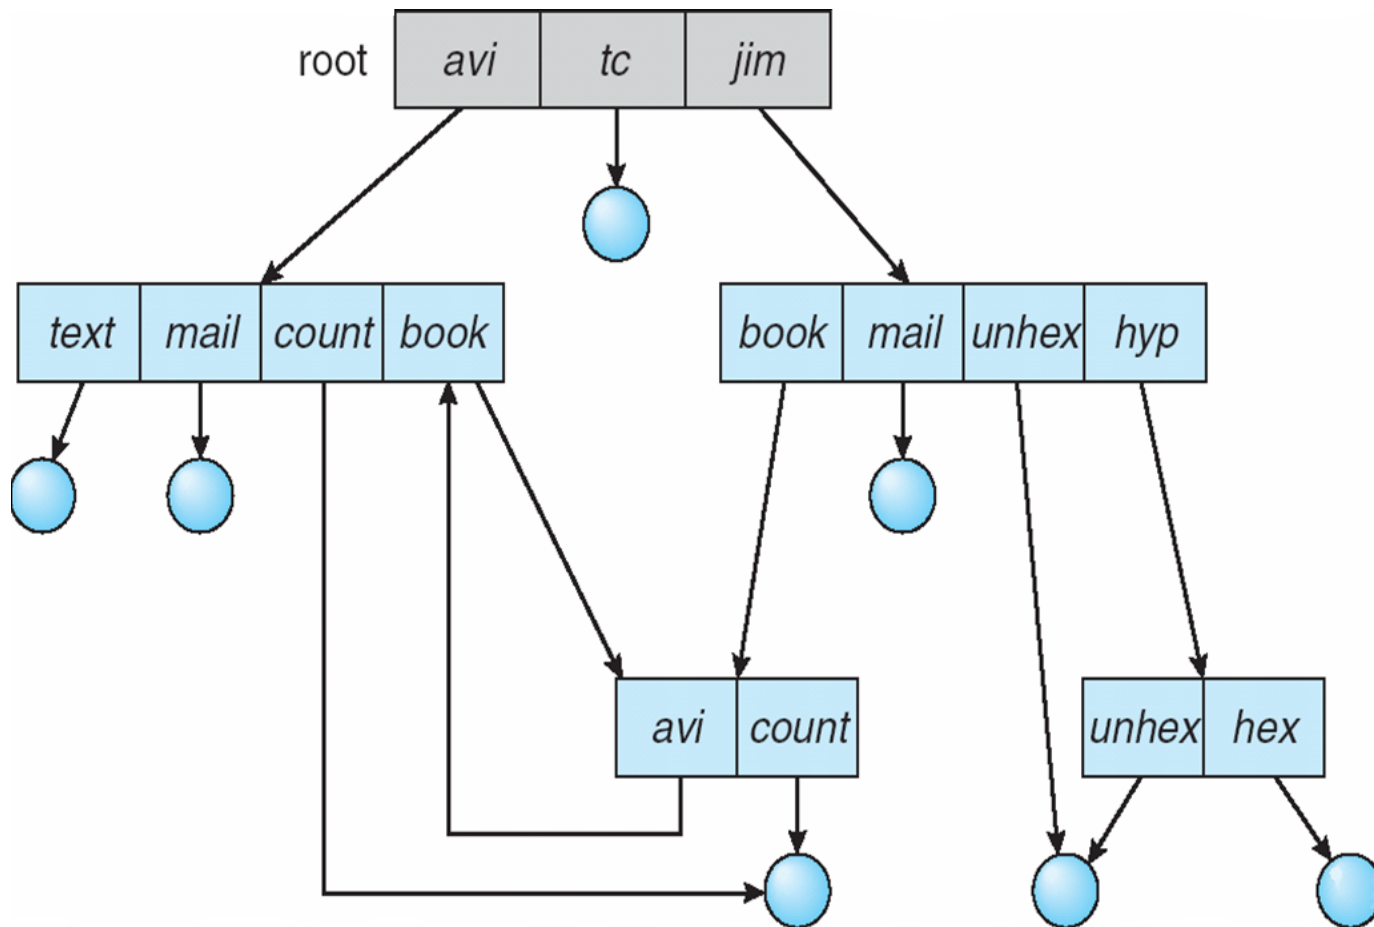 root avi tc jim
text mail count book
book mail unhex hyp
avi count
unhex hex